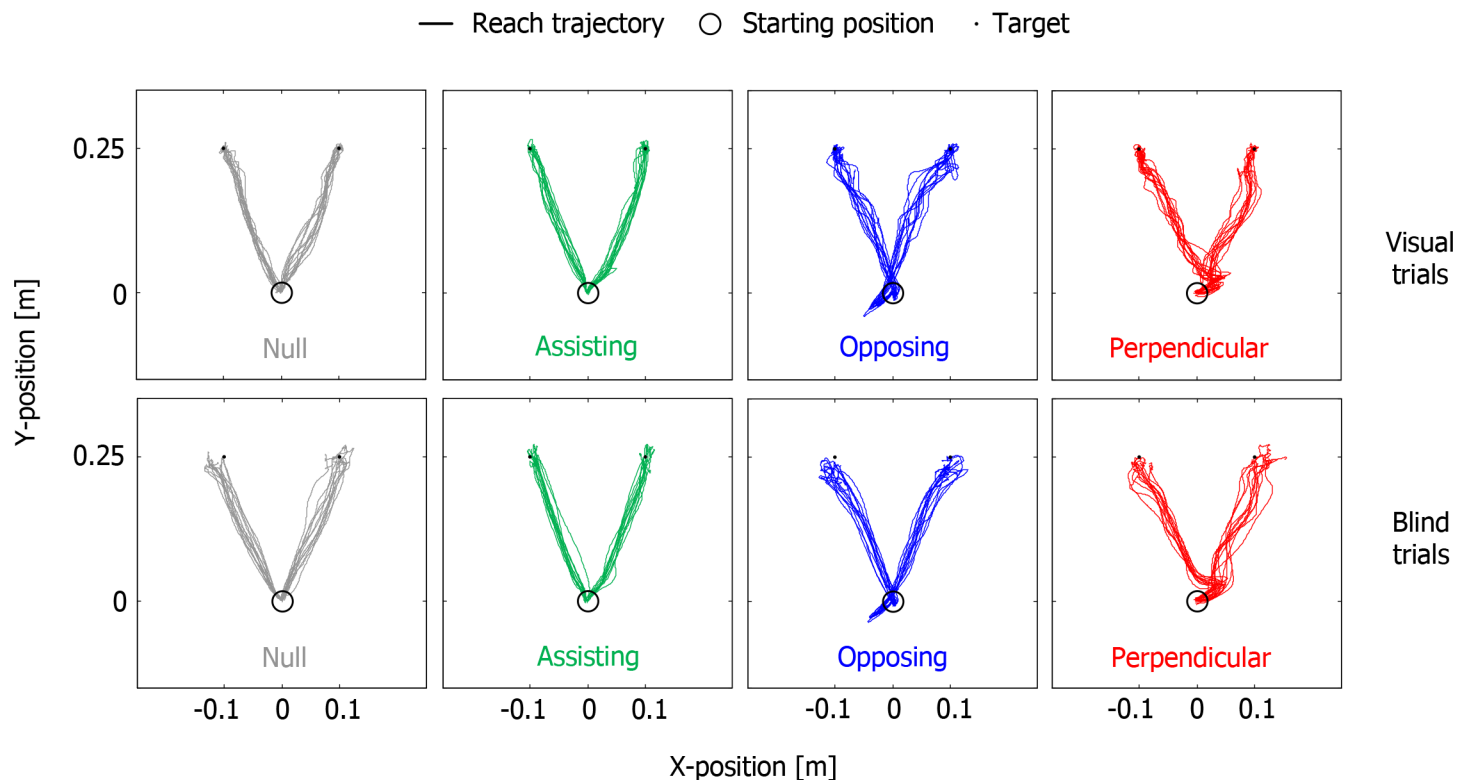 Reach trajectory Starting position Target
0.25
0
Null Assisting Opposing Perpendicular
Visual
trials
Y-position [m]
0.25
0
Null Assisting Opposing Perpendicular
Blind
trials
-0.1 0 0.1 -0.1 0 0.1 -0.1 0 0.1 -0.1 0 0.1
X-position [m]